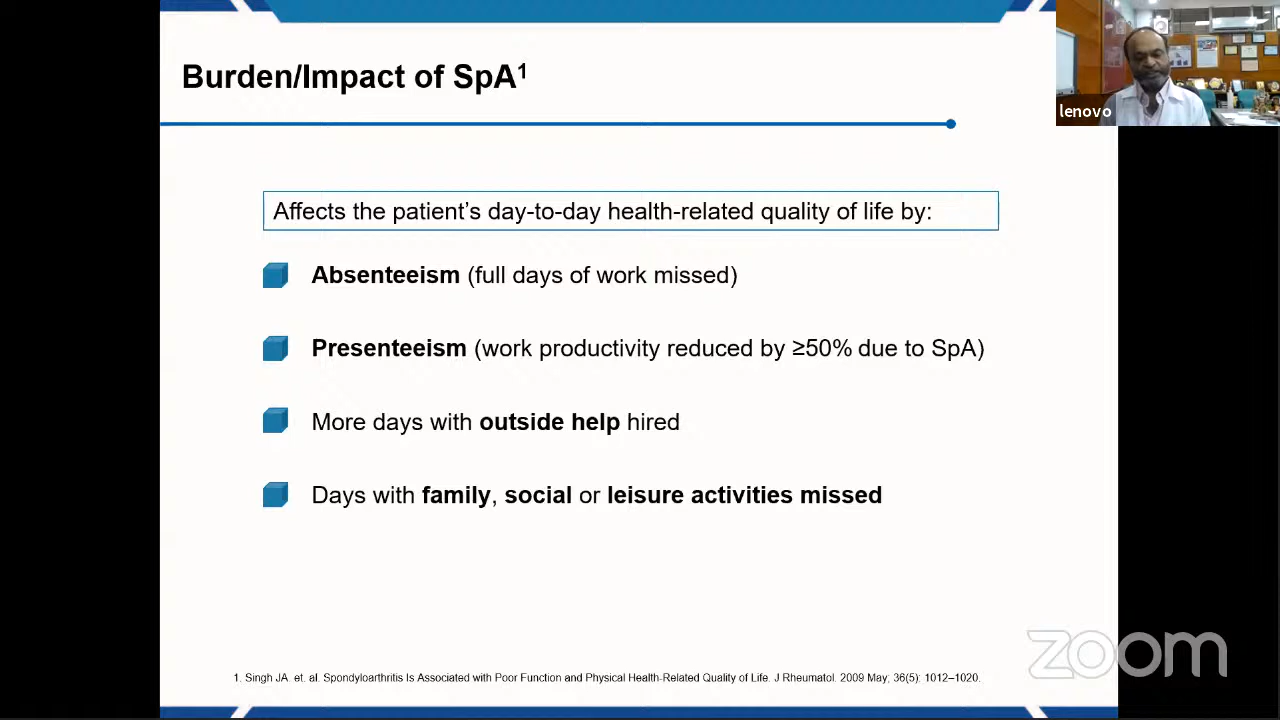 Burden/Impact of SpA¹
lenovo
Affects the patient’s day-to-day health-related quality of life by:
Absenteeism (full days of work missed)
Presenteeism (work productivity reduced by ≥50% due to SpA)
More days with outside help hired
Days with family, social or leisure activities missed
1. Singh JA. et. al. Spondyloarthritis Is Associated with Poor Function and Physical Health-Related Quality of Life. J Rheumatol. 2009 May; 36(5): 1012–1020.
zoom